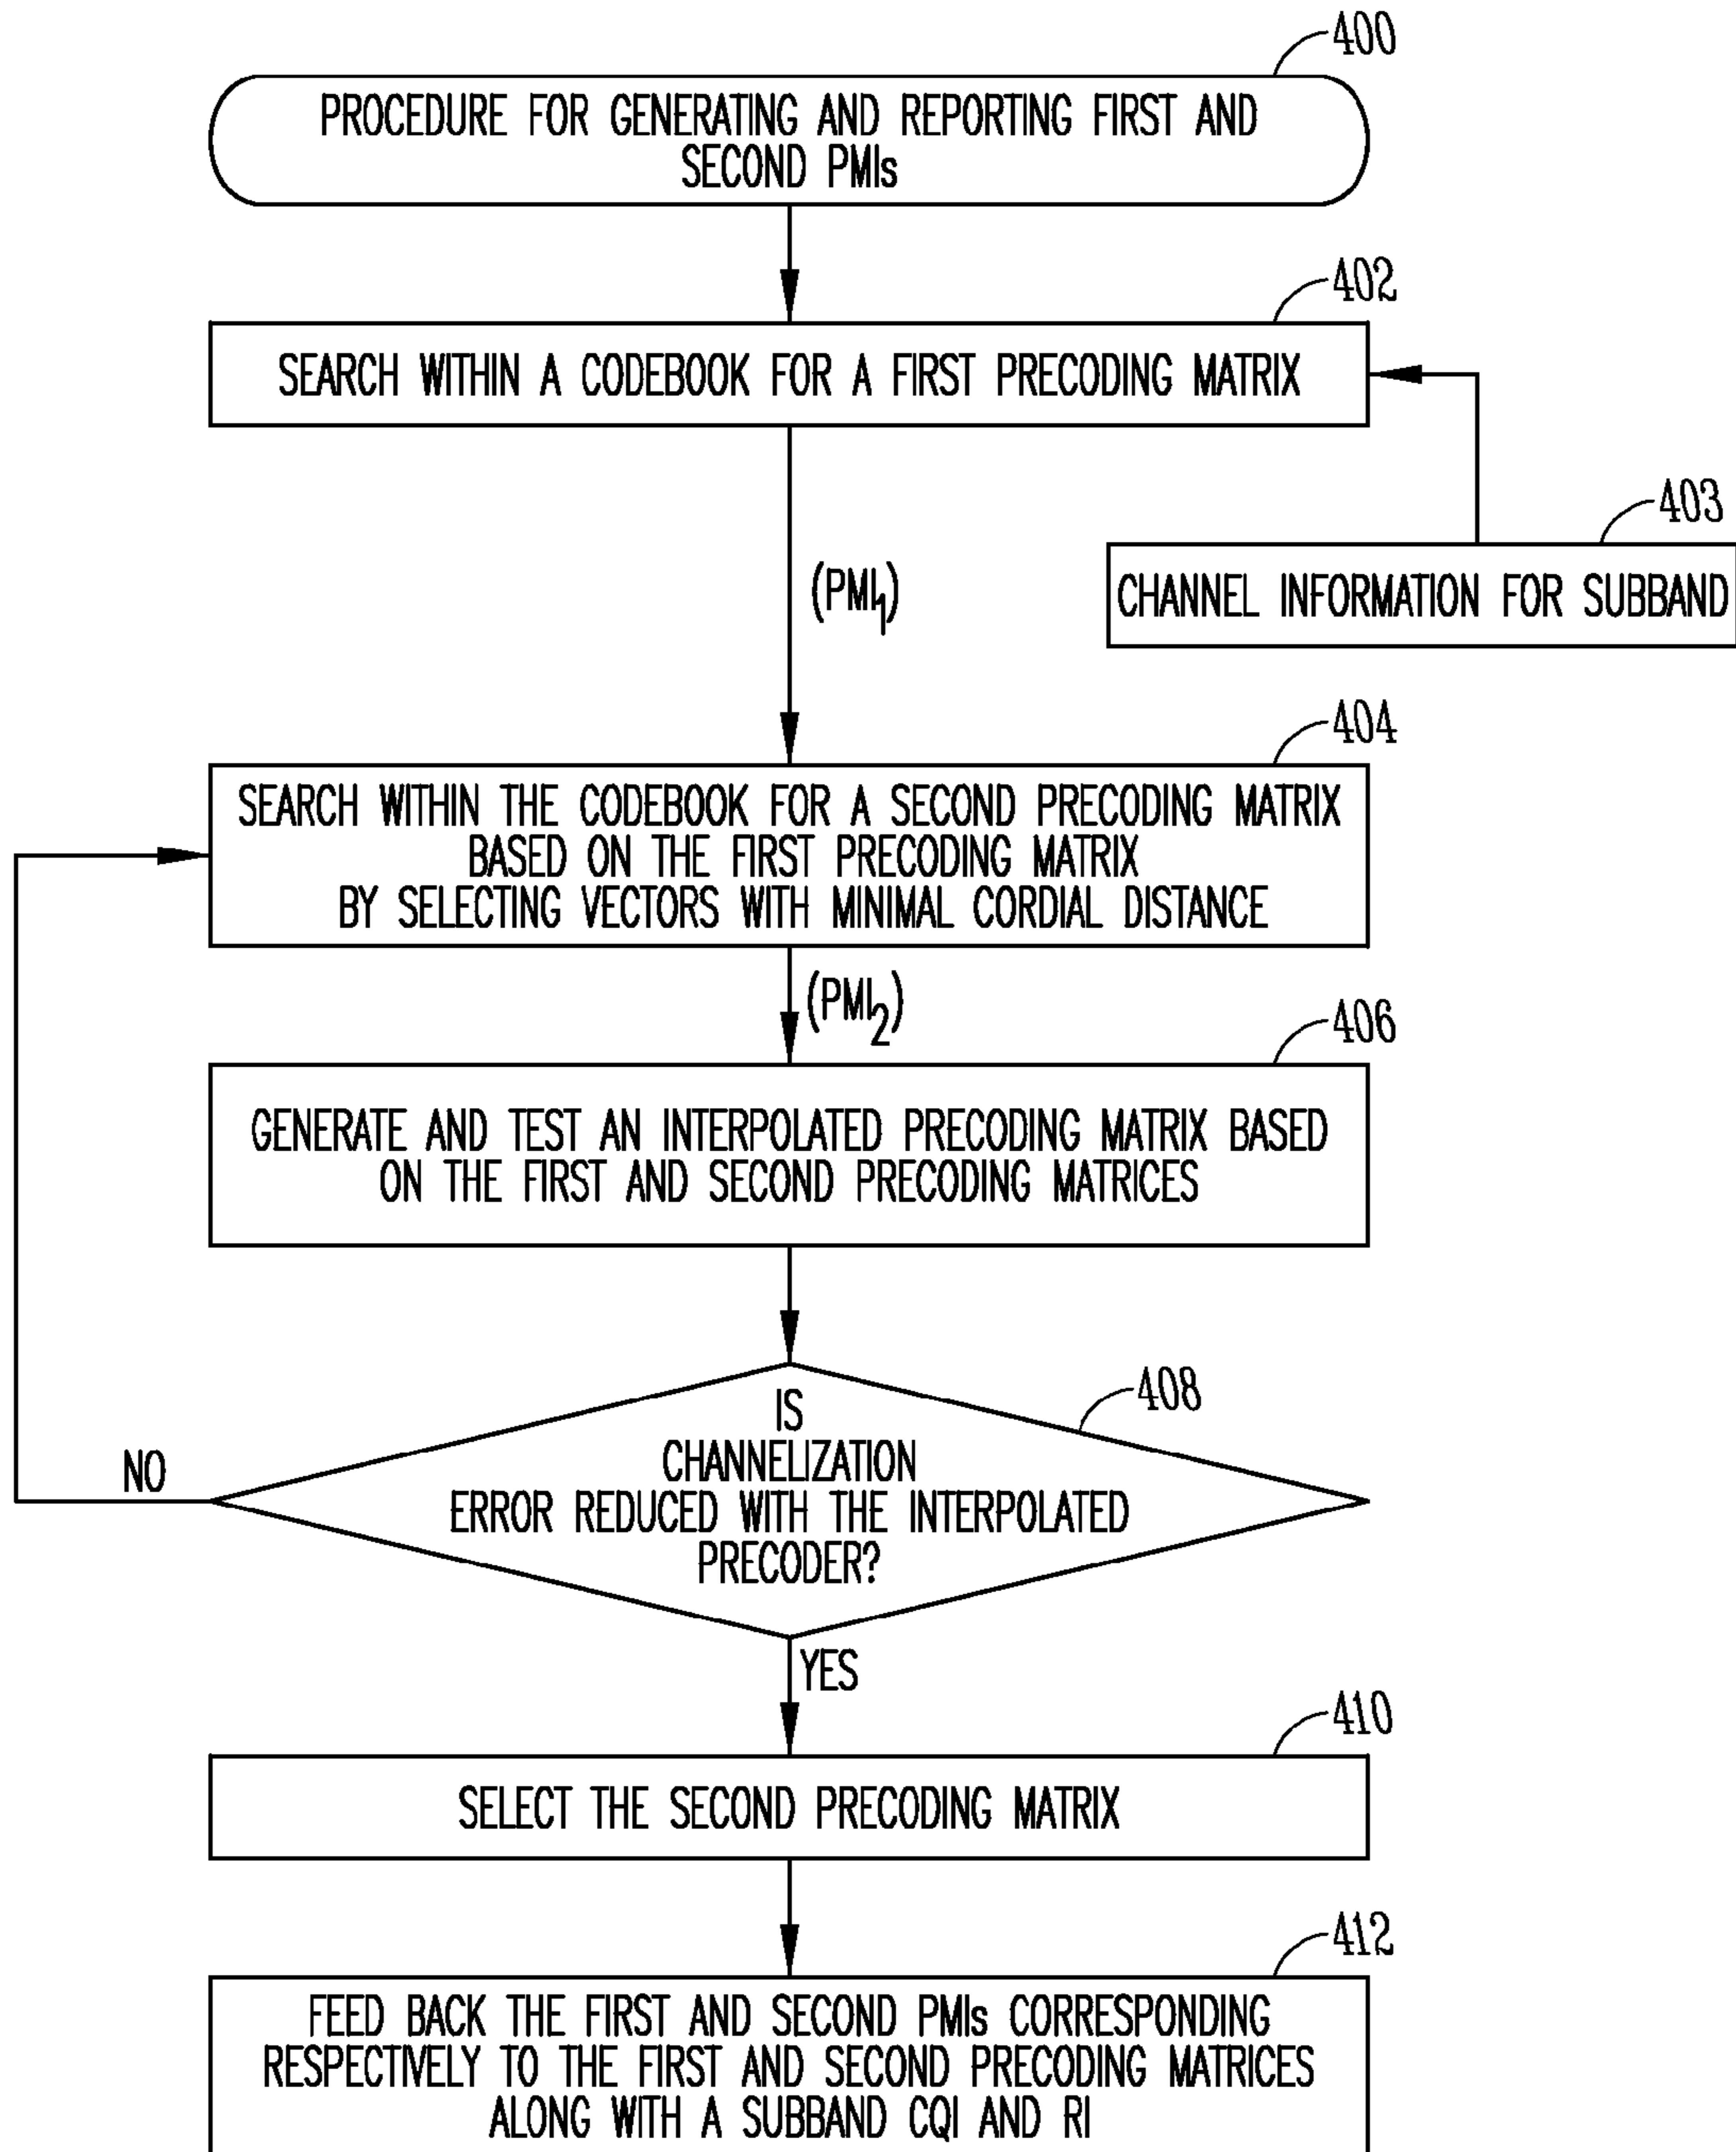 400
PROCEDURE FOR GENERATING AND REPORTING FIRST AND
SECOND PMIs
402
SEARCH WITHIN A CODEBOOK FOR A FIRST PRECODING MATRIX
403
CHANNEL INFORMATION FOR SUBBAND
(PMI1)
404
SEARCH WITHIN THE CODEBOOK FOR A SECOND PRECODING MATRIX
BASED ON THE FIRST PRECODING MATRIX
BY SELECTING VECTORS WITH MINIMAL CORDIAL DISTANCE
(PMI2)
406
GENERATE AND TEST AN INTERPOLATED PRECODING MATRIX BASED
ON THE FIRST AND SECOND PRECODING MATRICES
408
IS
CHANNELIZATION
ERROR REDUCED WITH THE INTERPOLATED
PRECODER?
NO
YES
410
SELECT THE SECOND PRECODING MATRIX
412
FEED BACK THE FIRST AND SECOND PMIs CORRESPONDING
RESPECTIVELY TO THE FIRST AND SECOND PRECODING MATRICES
ALONG WITH A SUBBAND CQI AND RI